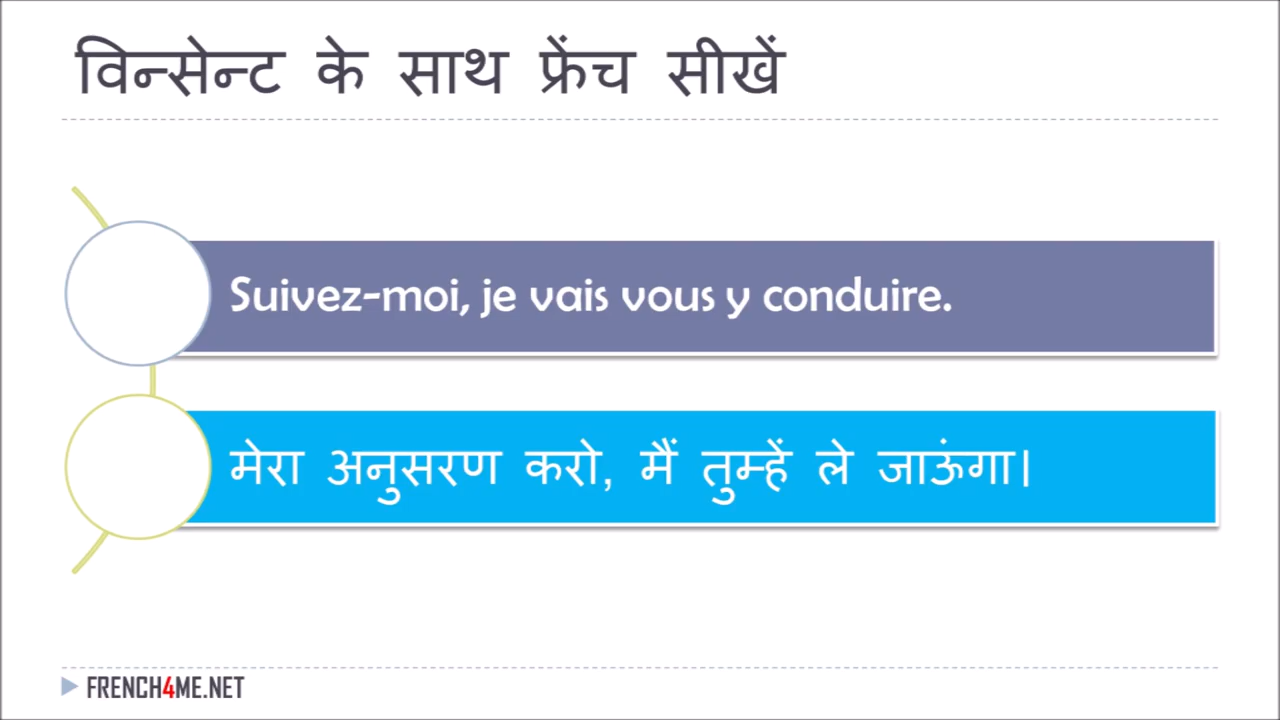 विन्सेन्ट के साथ फ्रेंच सीखें
Suivez-moi, je vais vous y conduire.
मेरा अनुसरण करो, मैं तुम्हें ले जाऊंगा।
FRENCH4ME.NET